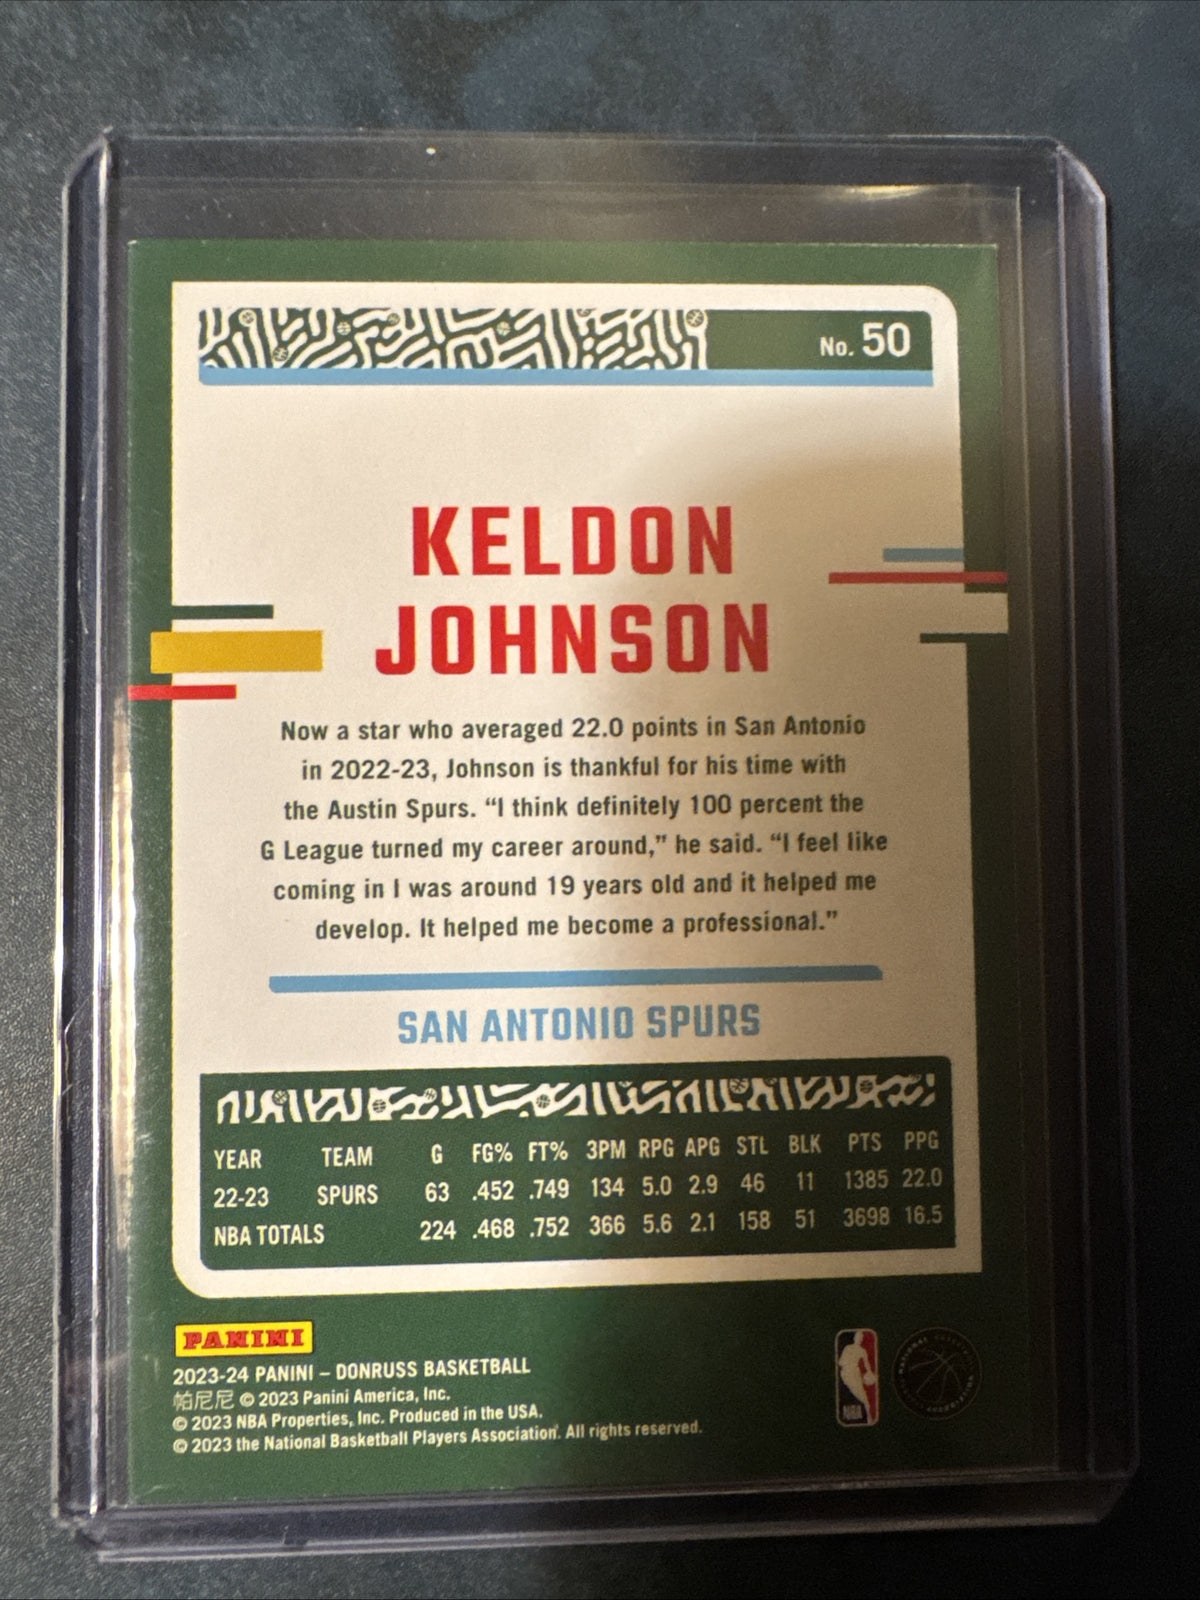 No. 50
KELDON
JOHNSON
Now a star who averaged 22.0 points in San Antonio
in 2022-23, Johnson is thankful for his time with
the Austin Spurs. “I think definitely 100 percent the
G League turned my career around,” he said. “I feel like
coming in I was around 19 years old and it helped me
develop. It helped me become a professional.”
SAN ANTONIO SPURS
YEAR TEAM G FG% FT% 3PM RPG APG STL BLK PTS PPG
22-23 SPURS 63 .452 .749 134 5.0 2.9 46 11 1385 22.0
NBA TOTALS 224 .468 .752 366 5.6 2.1 158 51 3698 16.5
PANINI
2023-24 PANINI – DONRUSS BASKETBALL
帕尼尼 © 2023 Panini America, Inc.
© 2023 NBA Properties, Inc. Produced in the USA.
© 2023 the National Basketball Players Association. All rights reserved.
NBA